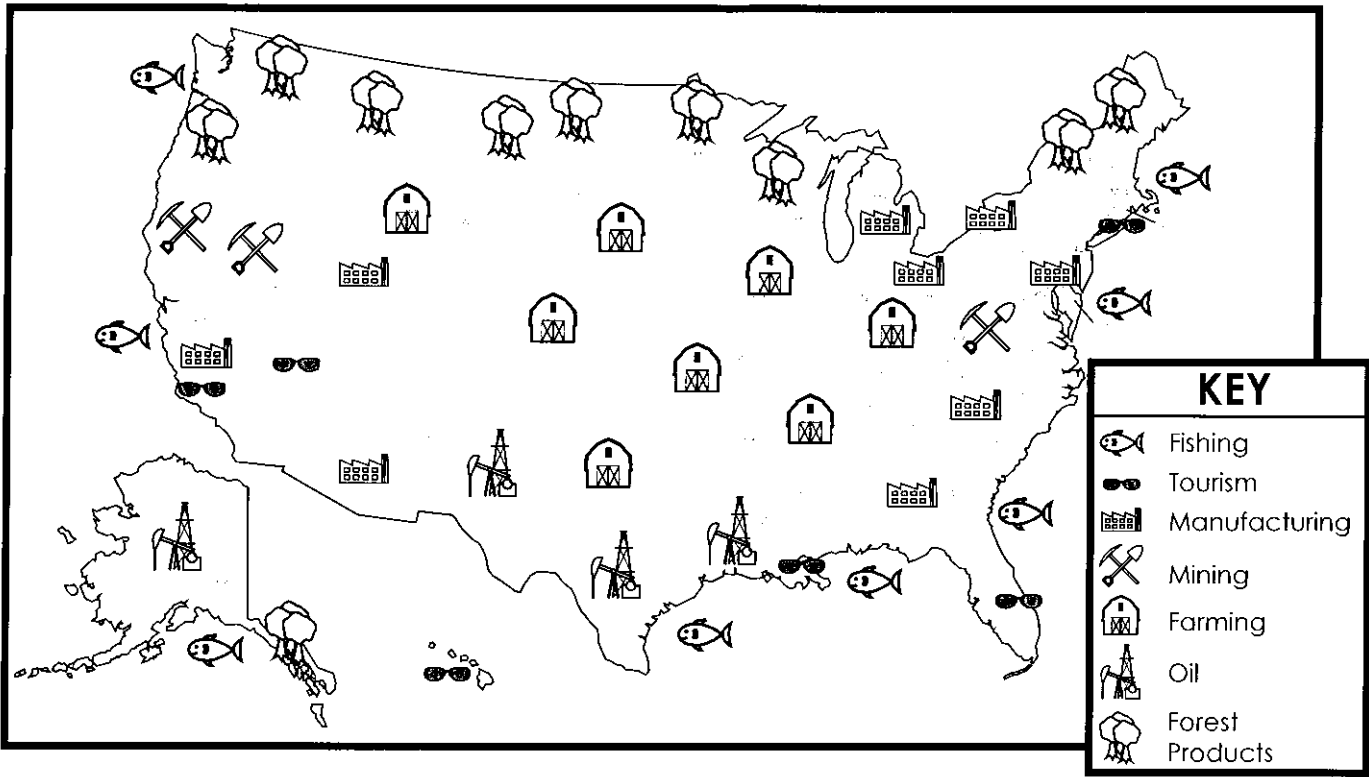 KEY
Fishing
Tourism
Manufacturing
Mining
Farming
Oil
Forest
Products